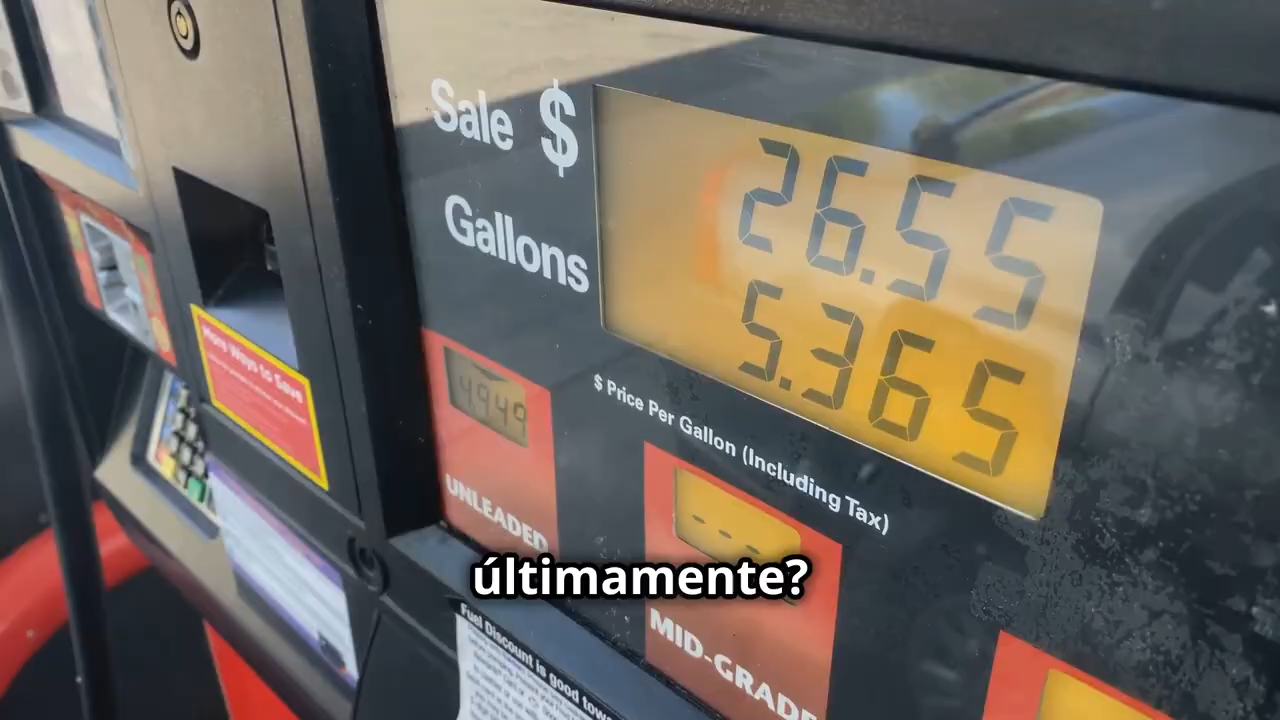 Sale $ 26.55
Gallons 5.365
$ Price Per Gallon (Including Tax)
4.949
UNLEADED
- - -
MID-GRADE
More Ways to Save
Fuel Discount is good
últimamente?